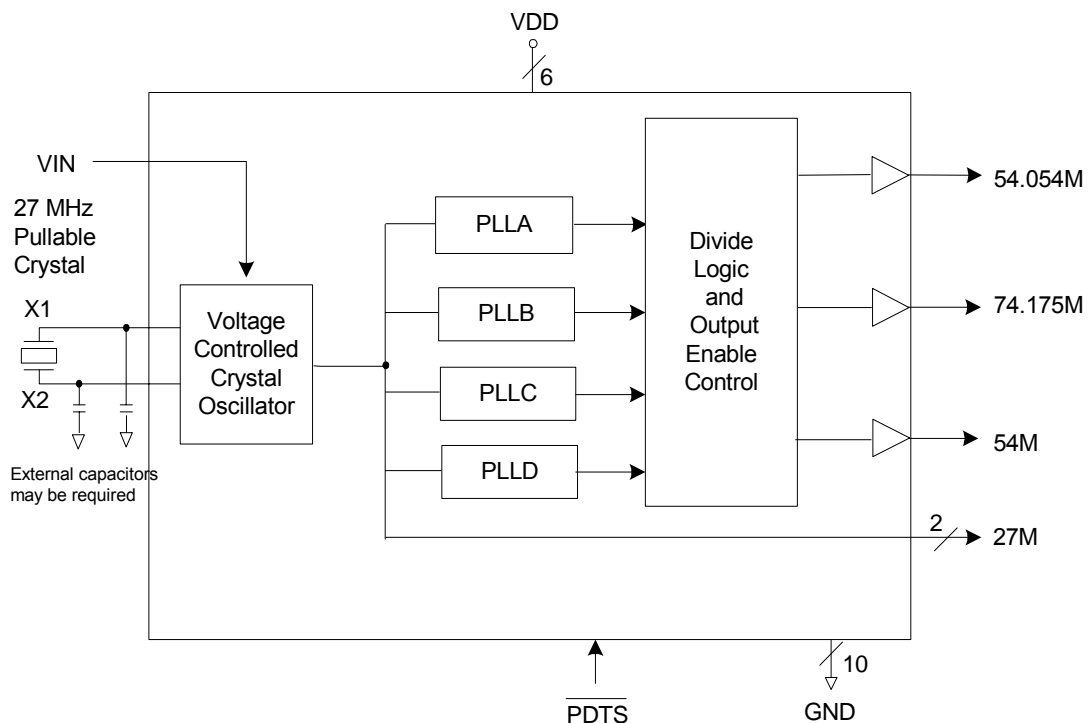 VDD
6
VIN
27 MHz
Pullable
Crystal
X1
X2
External capacitors
may be required
Voltage
Controlled
Crystal
Oscillator
PLLA
PLLB
PLLC
PLLD
Divide
Logic
and
Output
Enable
Control
54.054M
74.175M
54M
2
27M
PDTS
10
GND